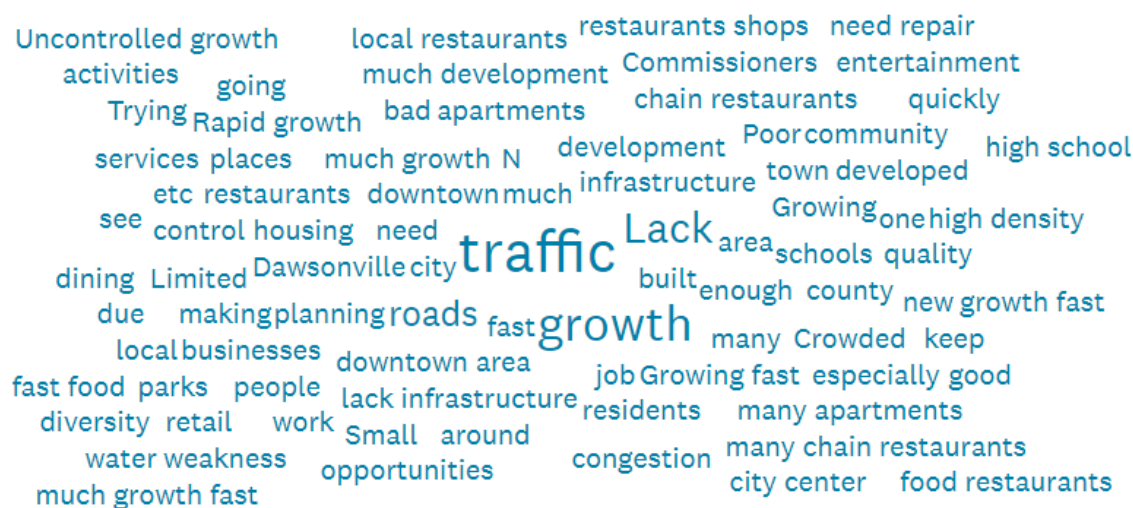 Uncontrolled growth local restaurants restaurants shops need repair
activities going much development Commissioners entertainment
Trying Rapid growth bad apartments chain restaurants quickly
services places much growth N development Poor community high school
etc restaurants downtown much infrastructure town developed
see control housing need traffic Lack area Growing one high density
dining Limited Dawsonville city built schools quality
due making planning roads fast growth enough county new growth fast
local businesses downtown area many Crowded keep
fast food parks people lack infrastructure job Growing fast especially good
diversity retail work Small around residents many apartments
water weakness opportunities congestion many chain restaurants
much growth fast city center food restaurants